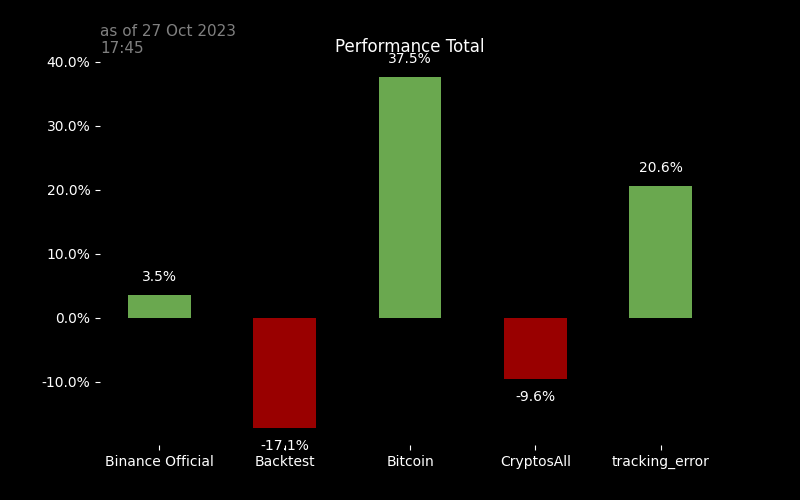 as of 27 Oct 2023
17:45
Performance Total
40.0%
30.0%
20.0%
10.0%
0.0%
-10.0%
3.5%
-17.1%
37.5%
-9.6%
20.6%
Binance Official
Backtest
Bitcoin
CryptosAll
tracking_error